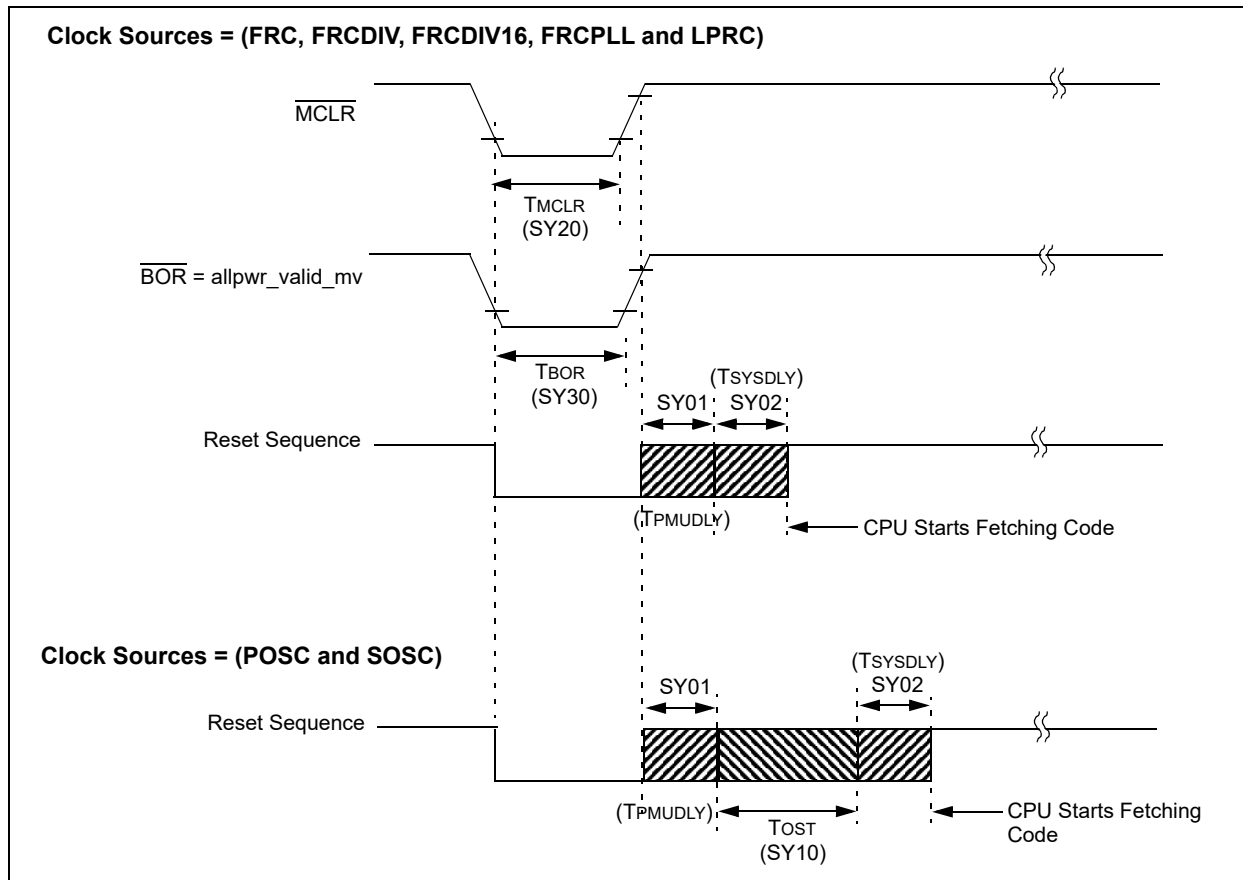 Clock Sources = (FRC, FRCDIV, FRCDIV16, FRCPLL and LPRC)
MCLR
TMCLR
(SY20)
BOR = allpwr_valid_mv
TBOR
(SY30)
(TSYSDLY)
SY01
SY02
Reset Sequence
(TPMUDLY)
CPU Starts Fetching Code
Clock Sources = (POSC and SOSC)
(TSYSDLY)
SY01
SY02
Reset Sequence
(TPMUDLY)
TOST
(SY10)
CPU Starts Fetching
Code